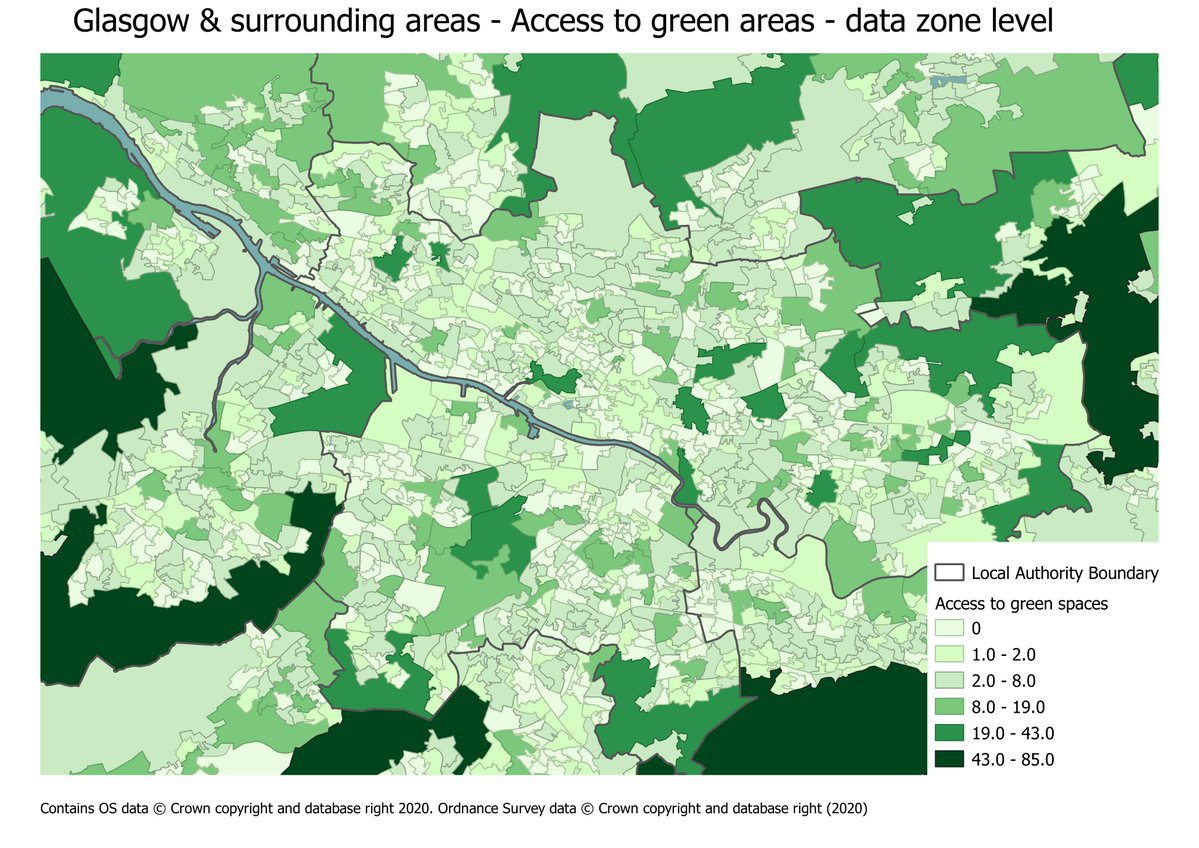 Glasgow & surrounding areas - Access to green areas - data zone level
Local Authority Boundary
Access to green spaces
0
1.0 - 2.0
2.0 - 8.0
8.0 - 19.0
19.0 - 43.0
43.0 - 85.0
Contains OS data © Crown copyright and database right 2020. Ordnance Survey data © Crown copyright and database right (2020)